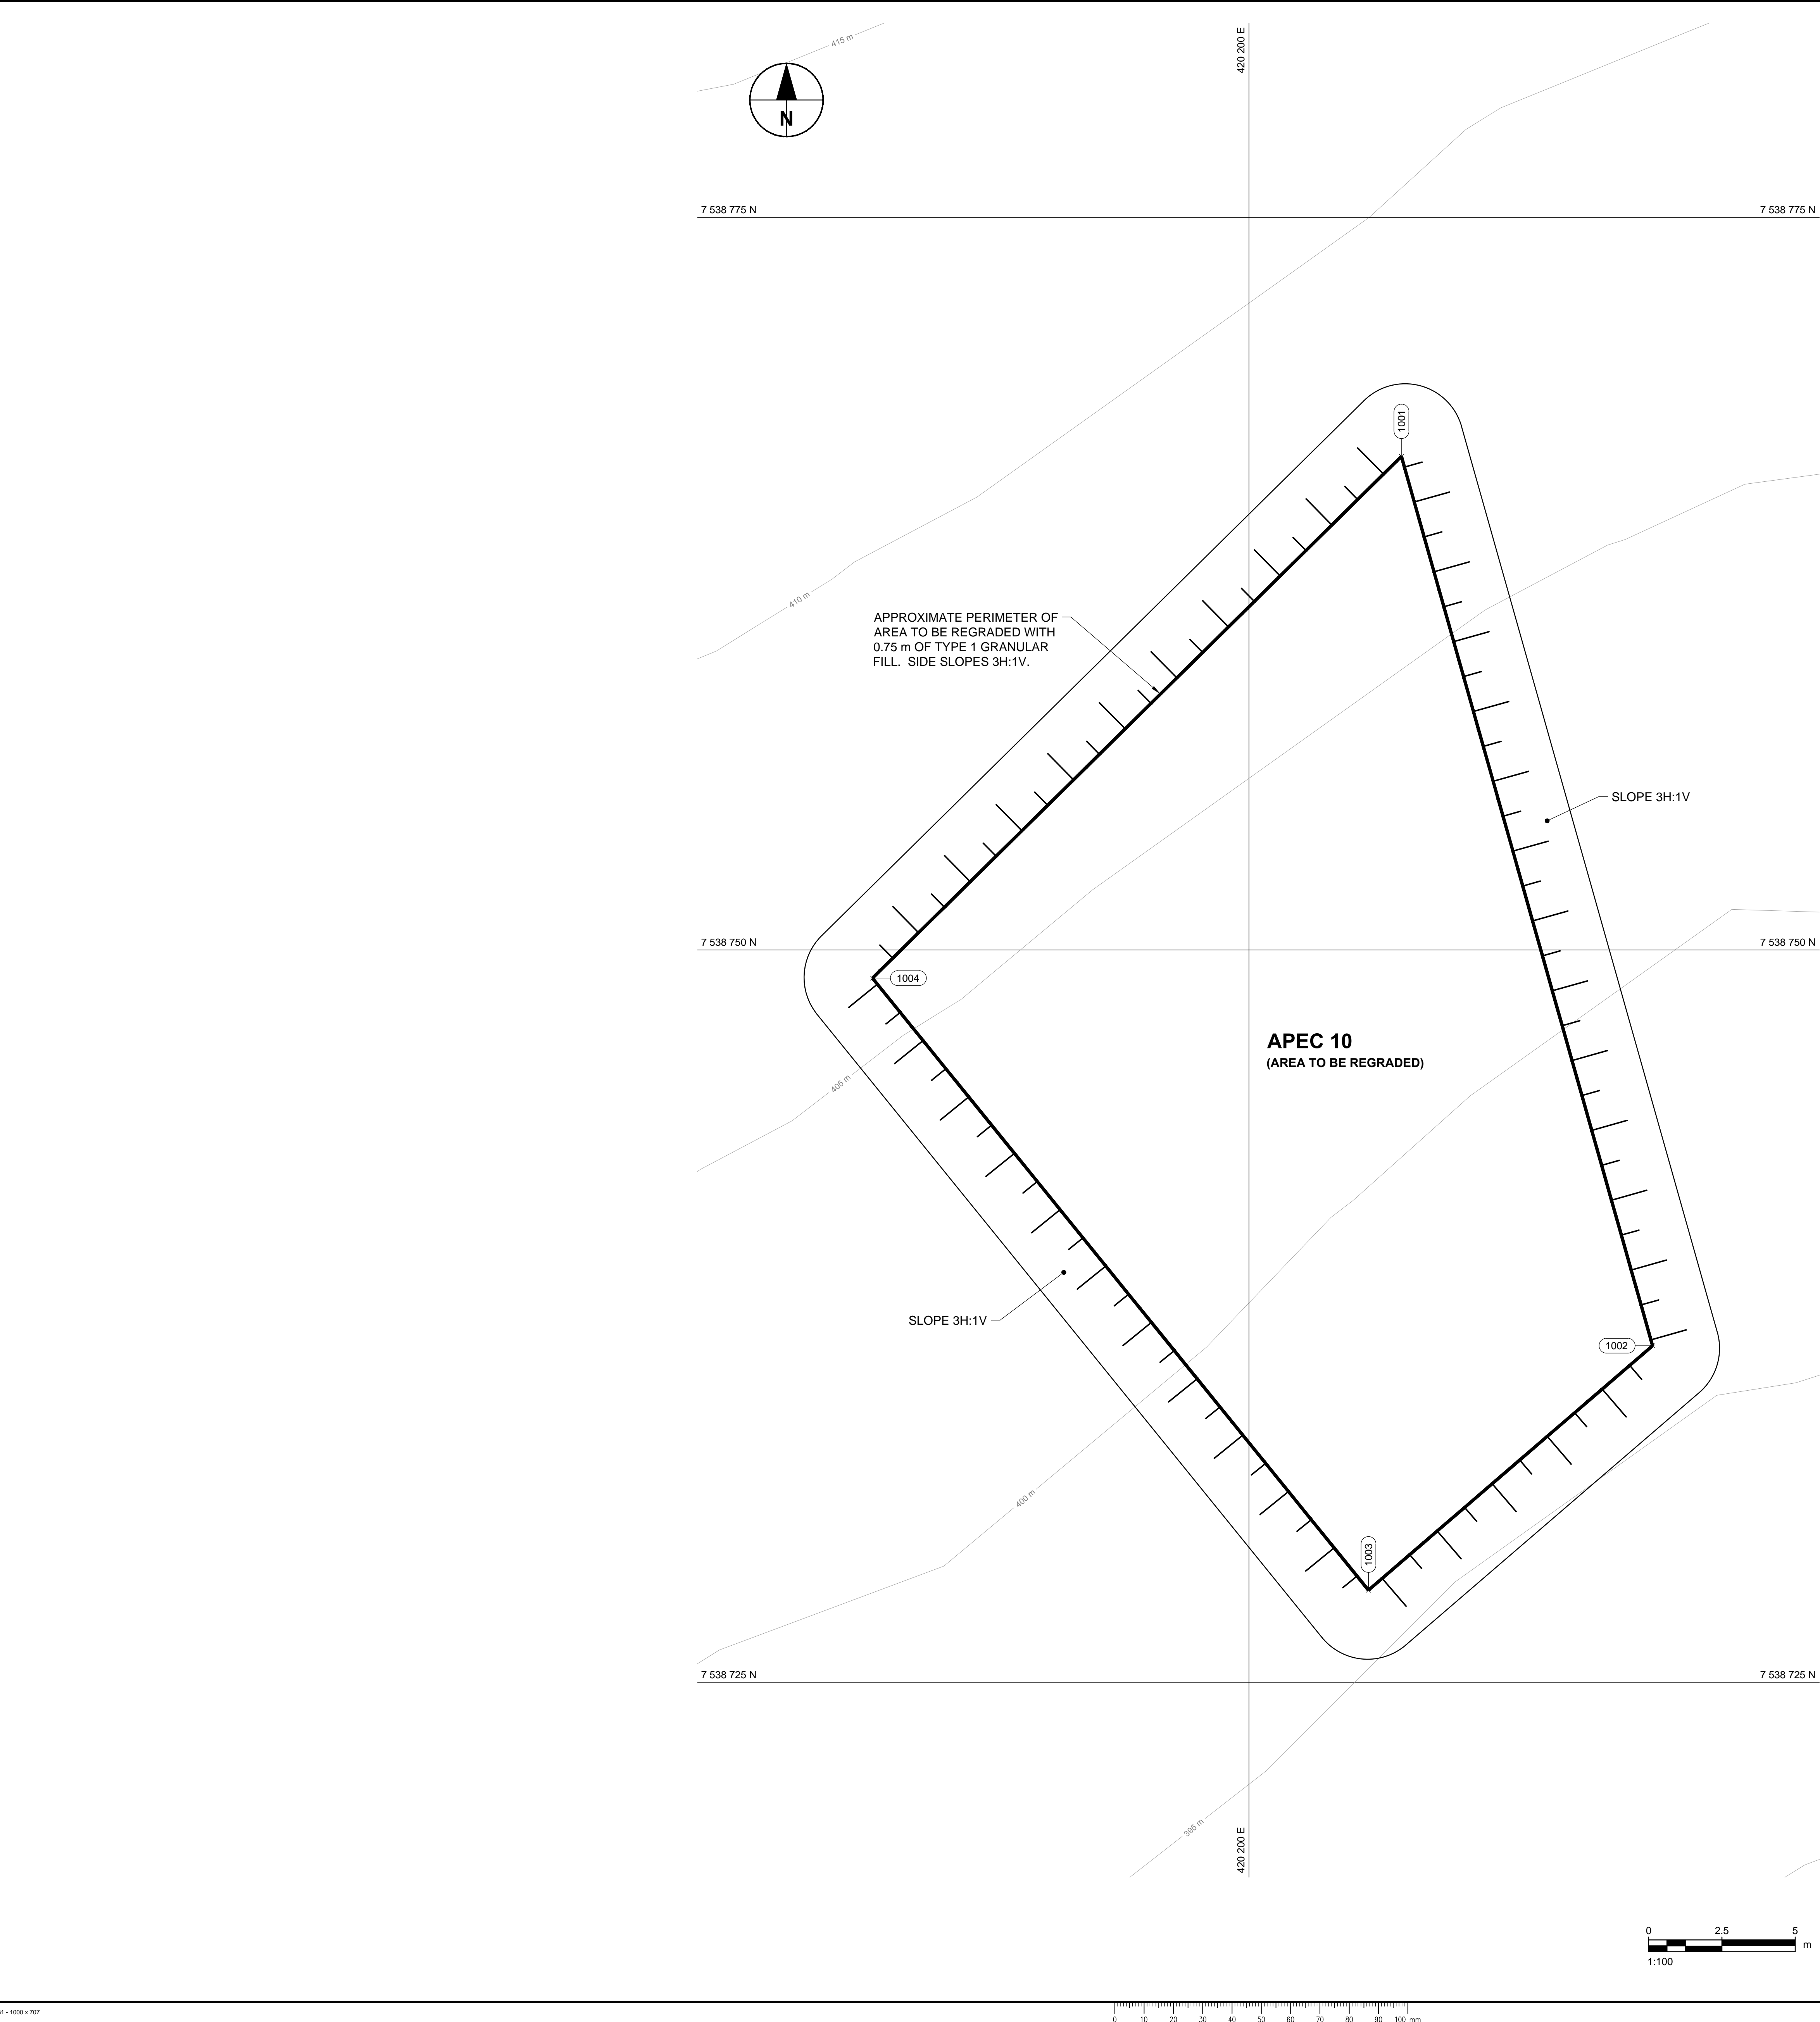 420 200 E
415 m
N
7 538 775 N
7 538 775 N
1001
410 m
APPROXIMATE PERIMETER OF
AREA TO BE REGRADED WITH
0.75 m OF TYPE 1 GRANULAR
FILL. SIDE SLOPES 3H:1V.
SLOPE 3H:1V
7 538 750 N
7 538 750 N
1004
APEC 10
(AREA TO BE REGRADED)
405 m
SLOPE 3H:1V
1002
400 m
1003
7 538 725 N
7 538 725 N
395 m
420 200 E
0 2.5 5
m
1:100
1 - 1000 x 707
0 10 20 30 40 50 60 70 80 90 100 mm